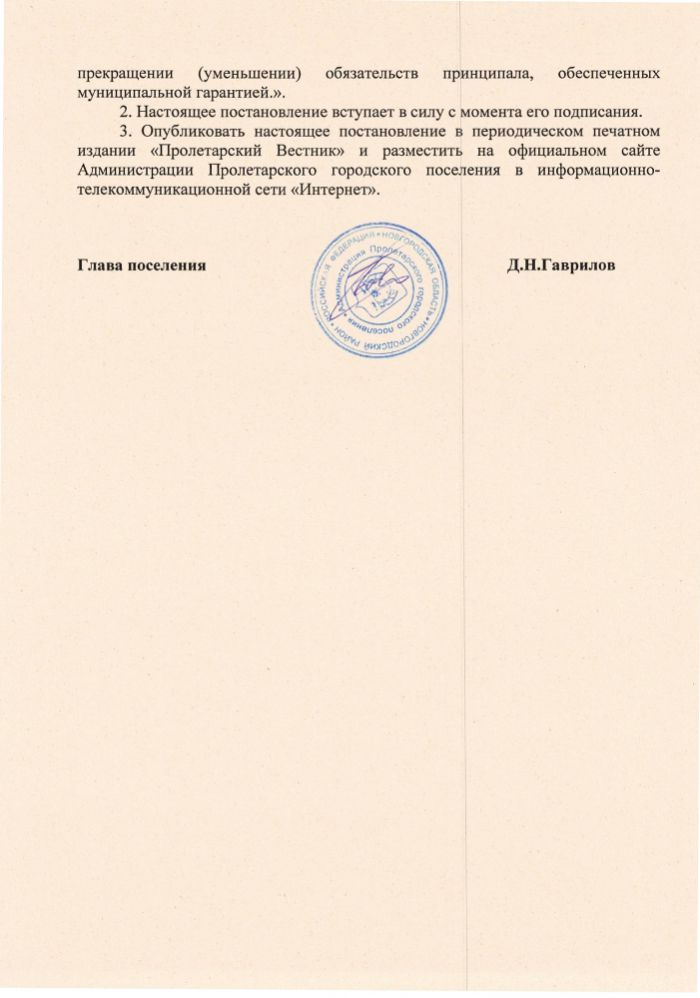 прекращении (уменьшении) обязательств принципала, обеспеченных
муниципальной гарантией.».
2. Настоящее постановление вступает в силу с момента его подписания.
3. Опубликовать настоящее постановление в периодическом печатном
издании «Пролетарский Вестник» и разместить на официальном сайте
Администрации Пролетарского городского поселения в информационно-
телекоммуникационной сети «Интернет».
Глава поселения
Д.Н.Гаврилов
РОССИЙСКАЯ ФЕДЕРАЦИЯ • НОВГОРОДСКАЯ ОБЛАСТЬ • НОВГОРОДСКИЙ РАЙОН •
Администрация Пролетарского городского поселения